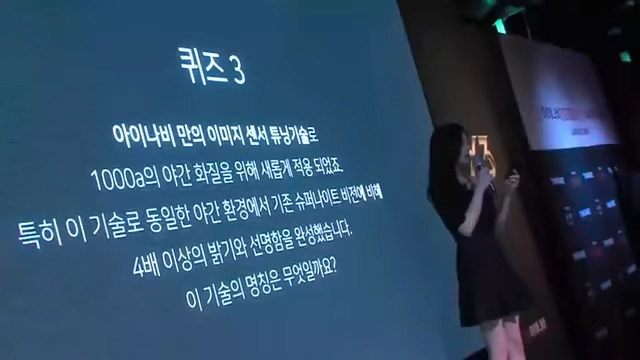 퀴즈 3
아이나비 만의 이미지 센서 튜닝기술로
1000a의 야간 화질을 위해 새롭게 적용 되었죠
특히 이 기술로 동일한 야간 환경에서 기존 슈퍼나이트 비전에 비해
4배 이상의 밝기와 선명함을 완성했습니다.
이 기술의 명칭은 무엇일까요?